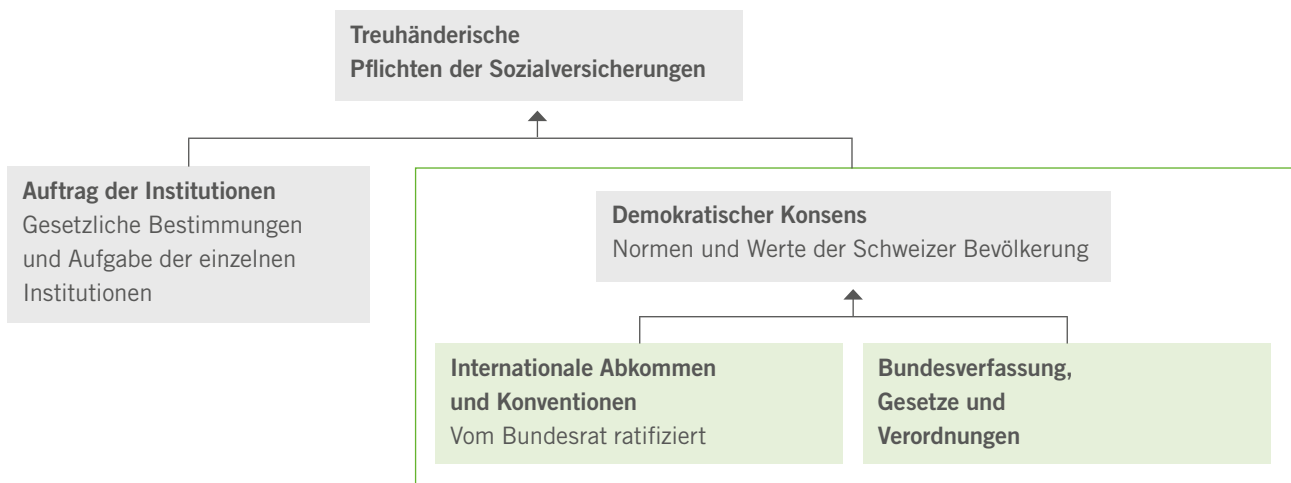 Treuhänderische
Pflichten der Sozialversicherungen
Auftrag der Institutionen
Gesetzliche Bestimmungen
und Aufgabe der einzelnen
Institutionen
Demokratischer Konsens
Normen und Werte der Schweizer Bevölkerung
Internationale Abkommen
und Konventionen
Vom Bundesrat ratifiziert
Bundesverfassung,
Gesetze und
Verordnungen